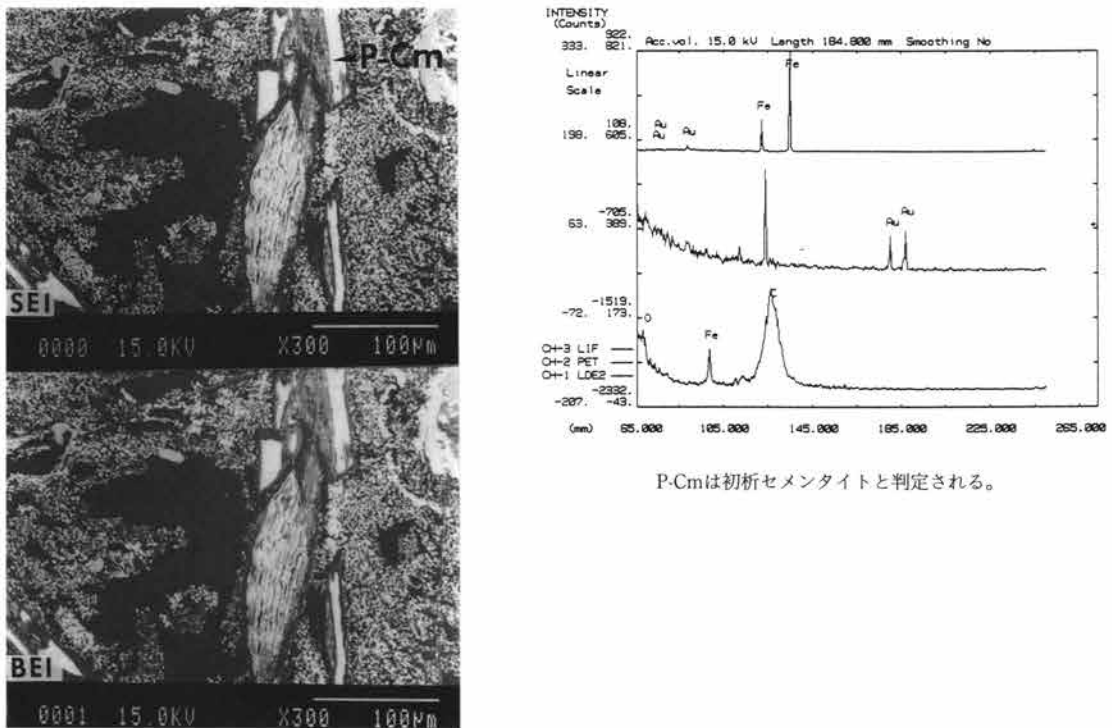 P-Cm
SEI
0000 15.0KV X300 100μm
BEI
0001 15.0KV X300 100μm
INTENSITY
(Counts)
922.
333. 821.
Acc.vol. 15.0 kV Length 184.800 mm Smoothing No
Linear
Scale
Fe
Fe
108.
198. 605.
Au
Au
Au
-705.
63. 389.
Au
Au
-1519.
-72. 173.
O
Fe
C
CH-3 LIF
CH-2 PET
CH-1 LDE2
-2332.
-207. -43.
(mm) 65.000 105.000 145.000 185.000 225.000 265.000
P-Cmは初析セメンタイトと判定される。